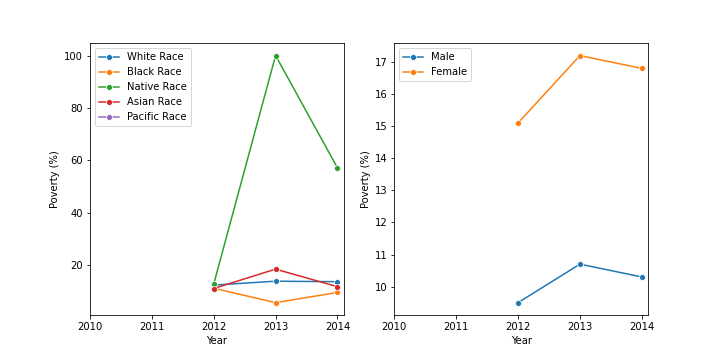 White Race
Black Race
Native Race
Asian Race
Pacific Race
100
80
60
40
20
Poverty (%)
2010 2011 2012 2013 2014
Year
Male
Female
17
16
15
14
13
12
11
10
Poverty (%)
2010 2011 2012 2013 2014
Year